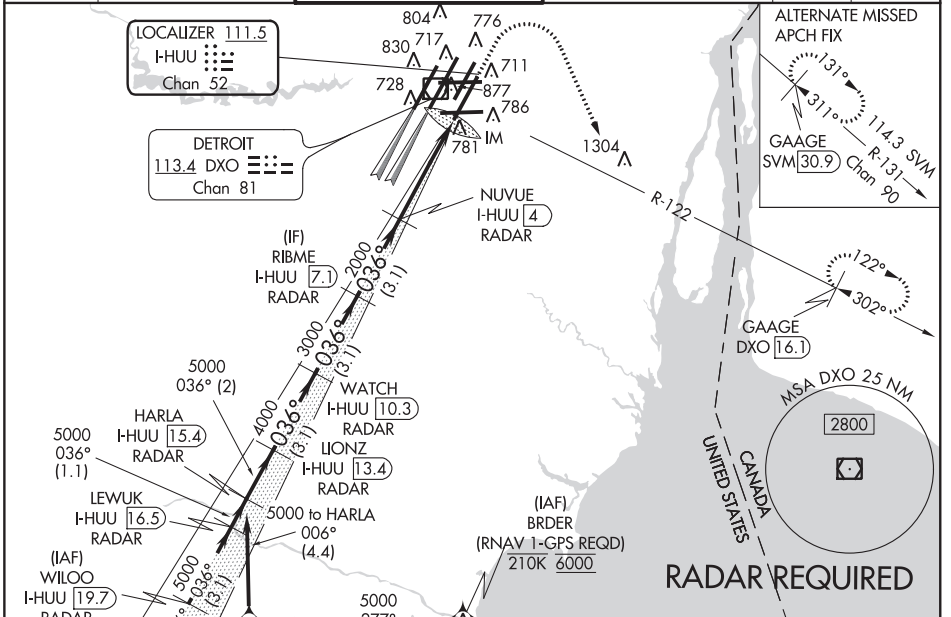 LOCALIZER 111.5
I-HUU
Chan 52
DETROIT
113.4 DXO
Chan 81
804
776
717
830
711
728
877
786
781
IM
1304
ALTERNATE MISSED
APCH FIX
131°
311°
GAAGE
SVM 30.9
114.3 SVM
R-131
Chan 90
R-122
122°
302°
GAAGE
DXO 16.1
NUVUE
I-HUU 4
RADAR
(IF)
RIBME
I-HUU 7.1
RADAR
2000
036°
(3.1)
3000
036°
(3.1)
WATCH
I-HUU 10.3
RADAR
5000
036° (2)
4000
036°
(3.1)
HARLA
I-HUU 15.4
RADAR
LIONZ
I-HUU 13.4
RADAR
5000
036°
(1.1)
LEWUK
I-HUU 16.5
RADAR
5000 to HARLA
006°
(4.4)
(IAF)
WILOO
I-HUU 19.7
RADAR
5000
036°
(3.1)
(IAF)
BRDER
(RNAV 1-GPS REQD)
210K 6000
5000
MSA DXO 25 NM
2800
CANADA
UNITED STATES
RADAR REQUIRED